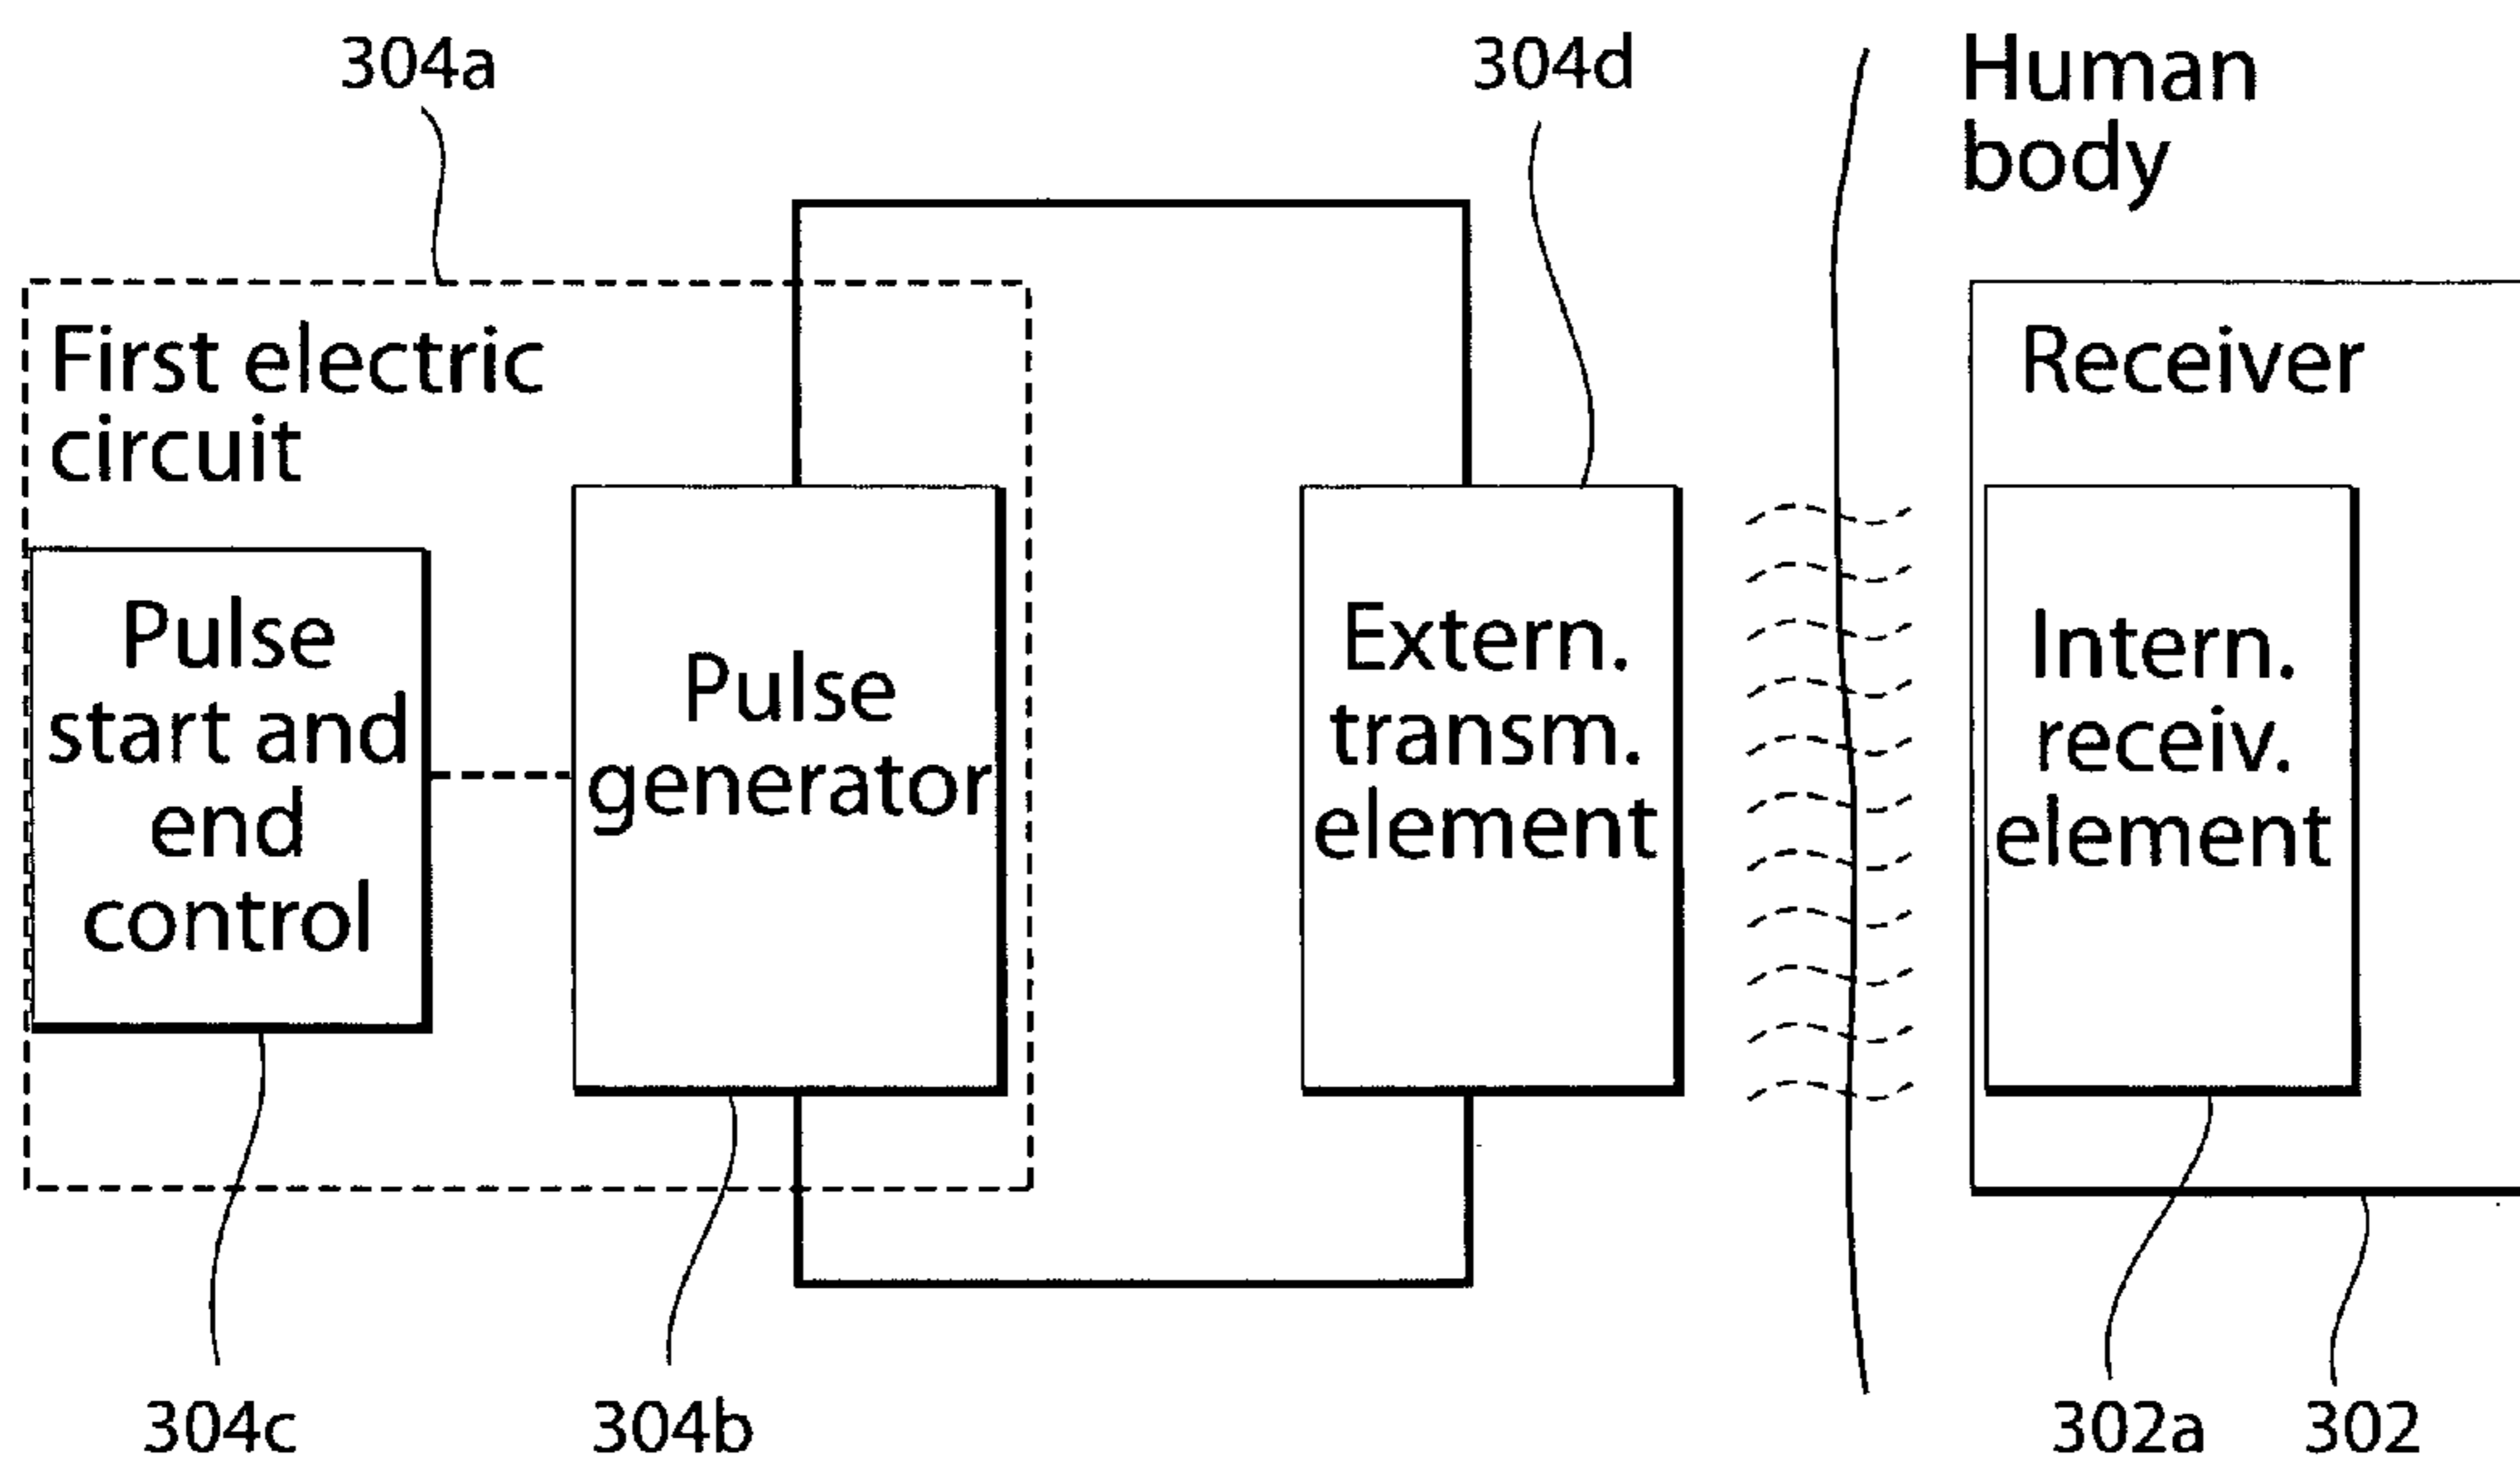 304a
304d
Human
body
First electric
circuit
Receiver
Pulse
start and
end
control
Pulse
generator
Extern.
transm.
element
Intern.
receiv.
element
304c
304b
302a
302